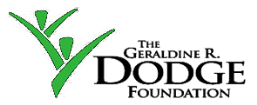 THE
GERALDINE R.
DODGE
FOUNDATION